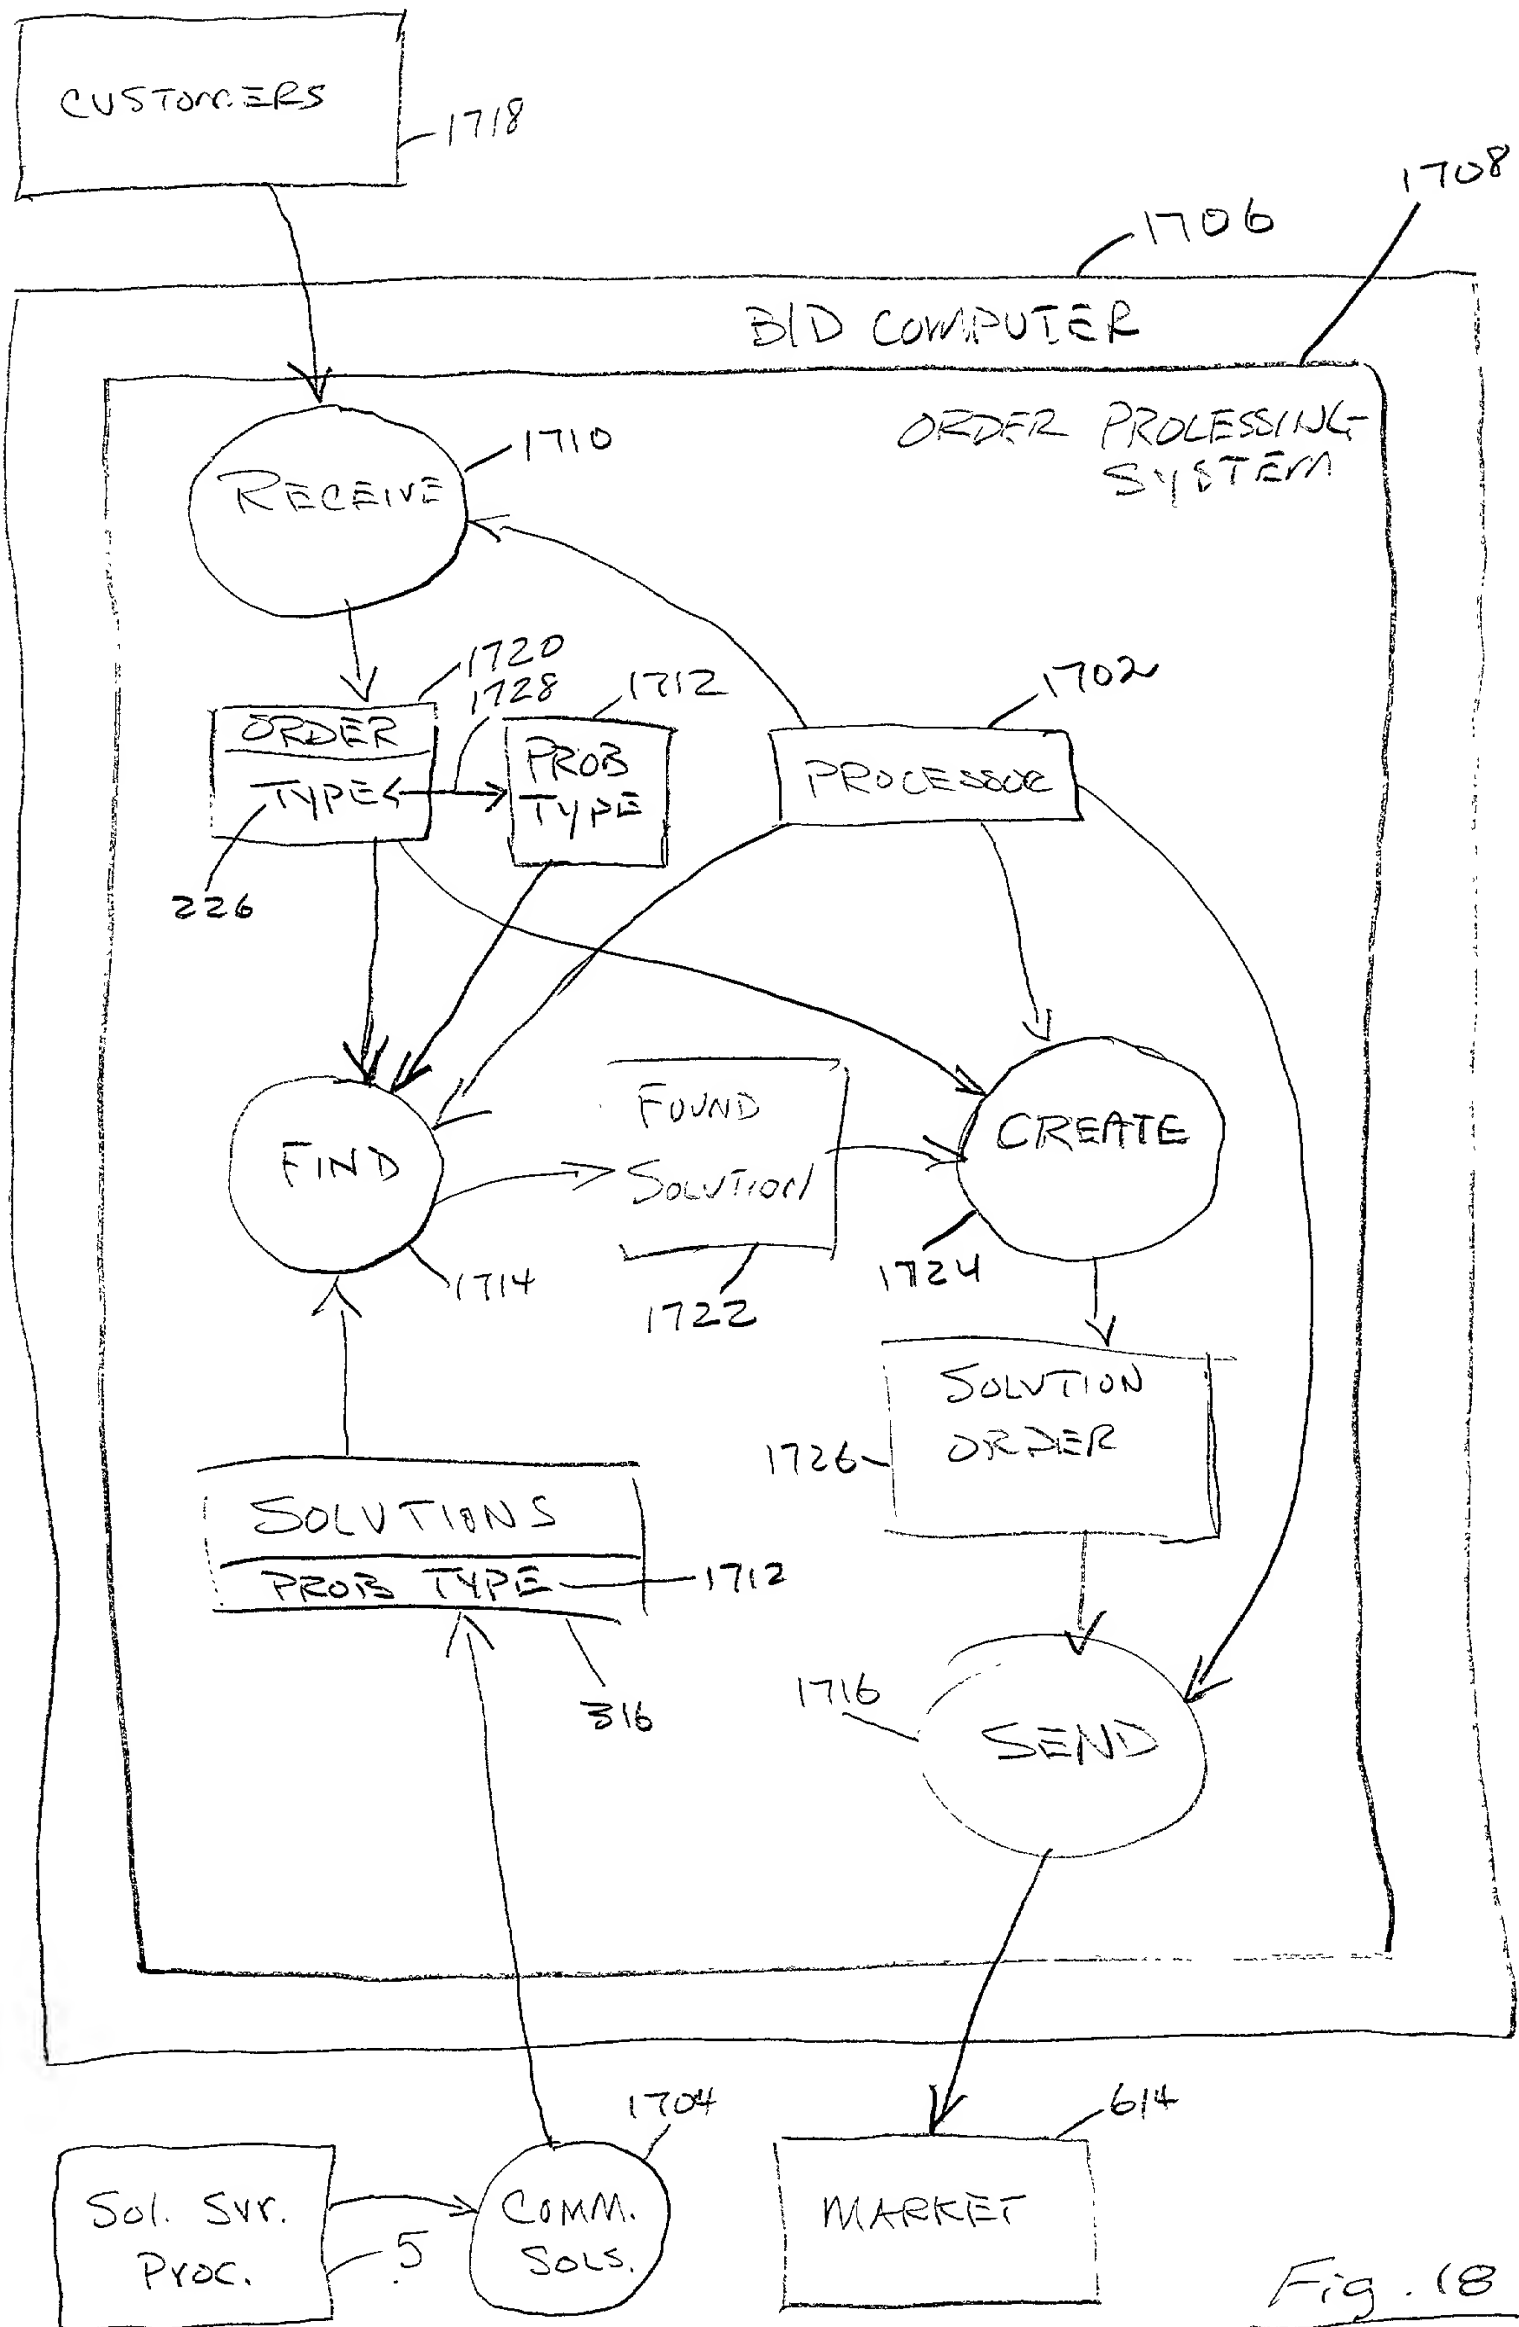 CUSTOMERS
1718
1708
1706
BID COMPUTER
ORDER PROCESSING
SYSTEM
1710
RECEIVE
1720
1728
1712
1702
ORDER
TYPE
PROB
TYPE
PROCESSOR
226
FOUND
SOLUTION
CREATE
FIND
1714
1722
1724
SOLUTION
ORDER
1726
SOLUTIONS
PROB TYPE
1712
316
1716
SEND
1704
614
Sol. Svr.
Proc.
5
COMM.
SOLS.
MARKET
Fig. 18